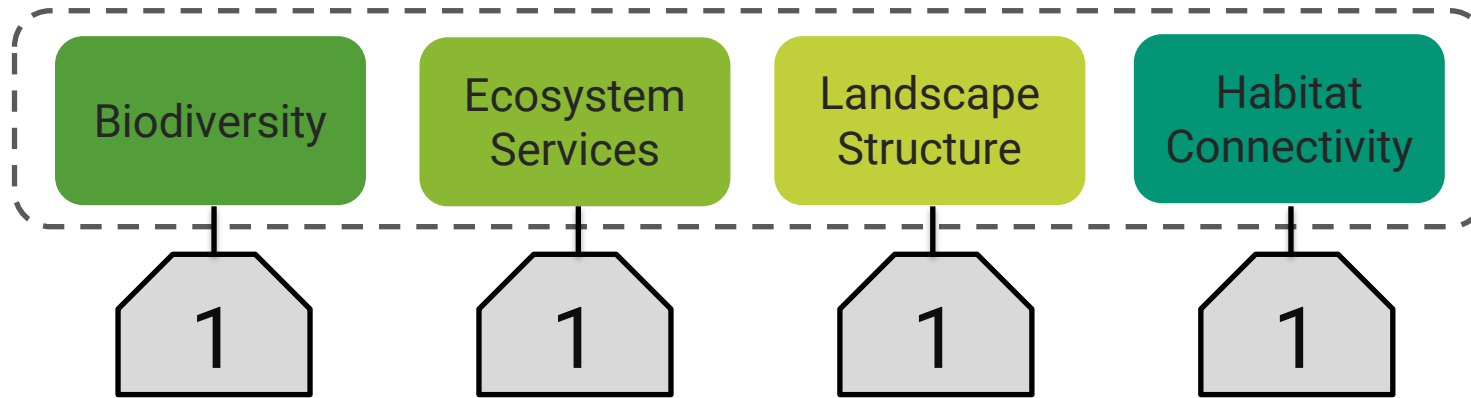 Biodiversity
Ecosystem
Services
Landscape
Structure
Habitat
Connectivity
1
1
1
1